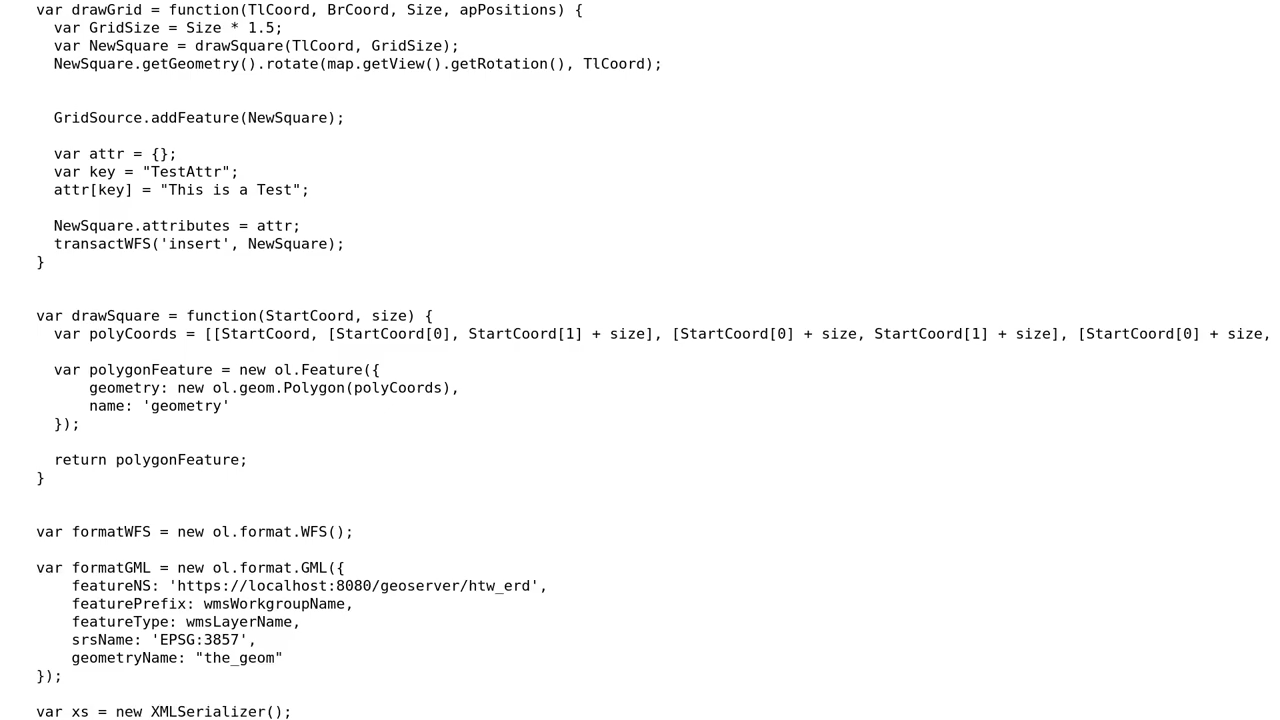 var drawGrid = function(TlCoord, BrCoord, Size, apPositions) {
  var GridSize = Size * 1.5;
  var NewSquare = drawSquare(TlCoord, GridSize);
  NewSquare.getGeometry().rotate(map.getView().getRotation(), TlCoord);
  GridSource.addFeature(NewSquare);
  var attr = {};
  var key = "TestAttr";
  attr[key] = "This is a Test";
  NewSquare.attributes = attr;
  transactWFS('insert', NewSquare);
}
var drawSquare = function(StartCoord, size) {
  var polyCoords = [[StartCoord, [StartCoord[0], StartCoord[1] + size], [StartCoord[0] + size, StartCoord[1] + size], [StartCoord[0] + size,
  var polygonFeature = new ol.Feature({
      geometry: new ol.geom.Polygon(polyCoords),
      name: 'geometry'
  });
  return polygonFeature;
}
var formatWFS = new ol.format.WFS();
var formatGML = new ol.format.GML({
    featureNS: 'https://localhost:8080/geoserver/htw_erd',
    featurePrefix: wmsWorkgroupName,
    featureType: wmsLayerName,
    srsName: 'EPSG:3857',
    geometryName: "the_geom"
});
var xs = new XMLSerializer();